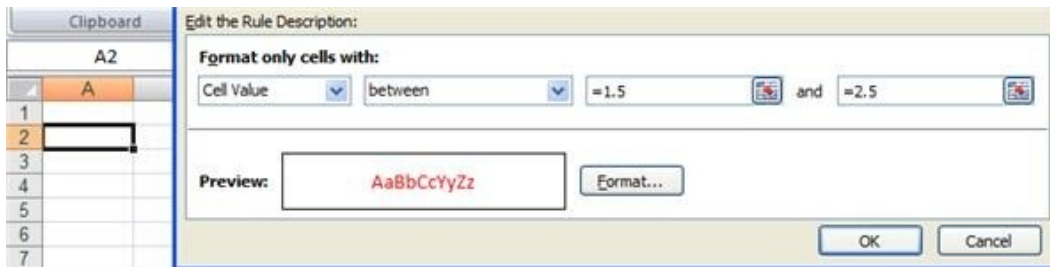 Clipboard
Edit the Rule Description:
A2
Format only cells with:
A
Cell Value between =1.5 and =2.5
1
2
3
Preview: AaBbCcYyZz Format...
4
5
6
OK Cancel
7